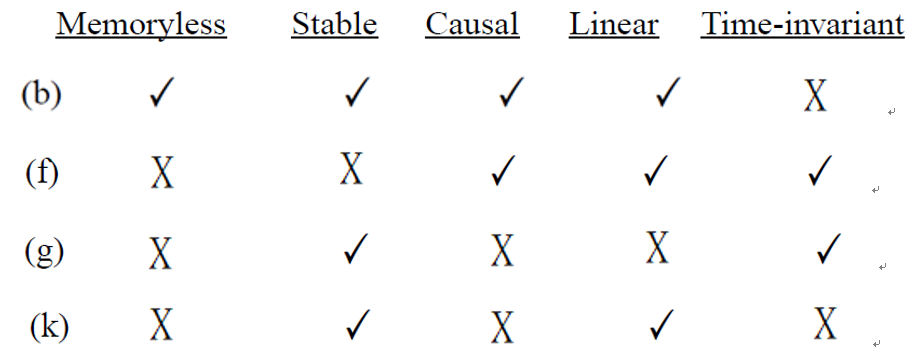 Memoryless Stable Causal Linear Time-invariant
(b) ✓ ✓ ✓ ✓ X
(f) X X ✓ ✓ ✓
(g) X ✓ X X ✓
(k) X ✓ X ✓ X